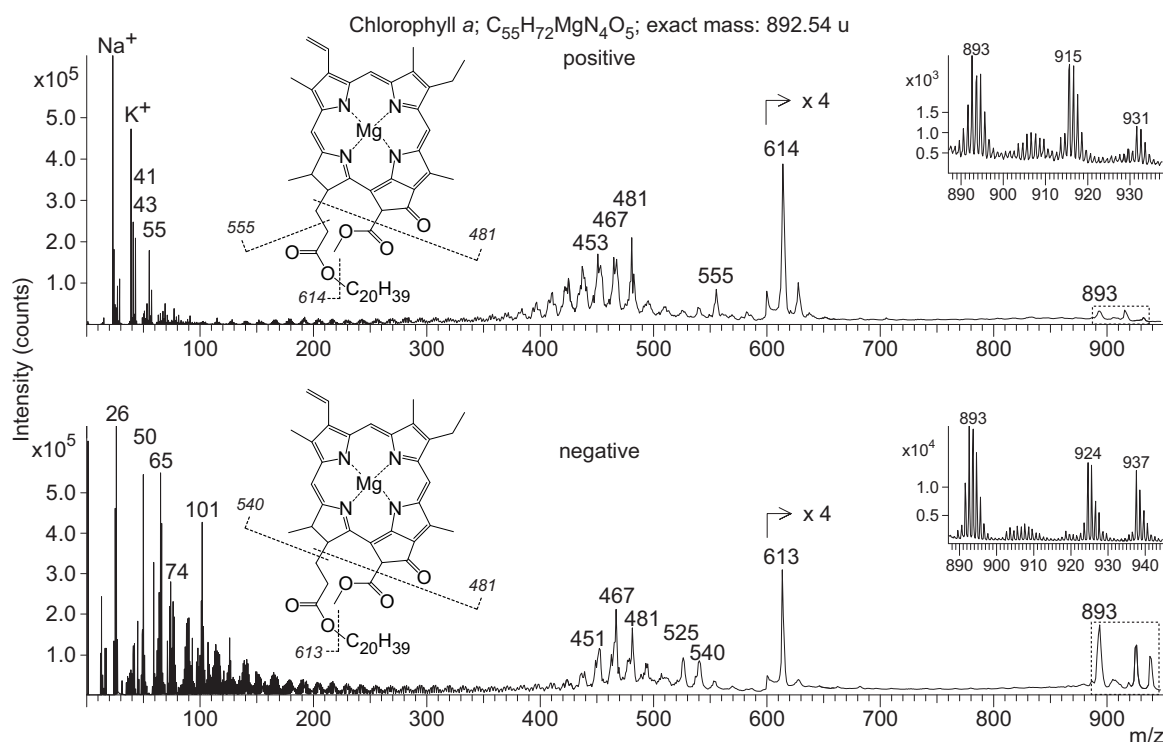 Chlorophyll a; C55H72MgN4O5; exact mass: 892.54 u
positive
Na+
x10^5
K+
5.0
4.0
3.0
2.0
1.0
41
43
55
N
N
Mg
N
N
O
O
O
O
O
C20H39
555
481
614
453
467
481
555
x 4
614
893
x10^3
1.5
1.0
0.5
893
915
931
890 900 910 920 930
100 200 300 400 500 600 700 800 900
Intensity (counts)
negative
x10^5
5.0
4.0
3.0
2.0
1.0
26
50
65
74
101
N
N
Mg
N
N
O
O
O
O
O
C20H39
540
481
613
451
467
481
525
540
x 4
613
893
x10^4
1.0
0.5
893
924
937
890 900 910 920 930 940
100 200 300 400 500 600 700 800 900
m/z